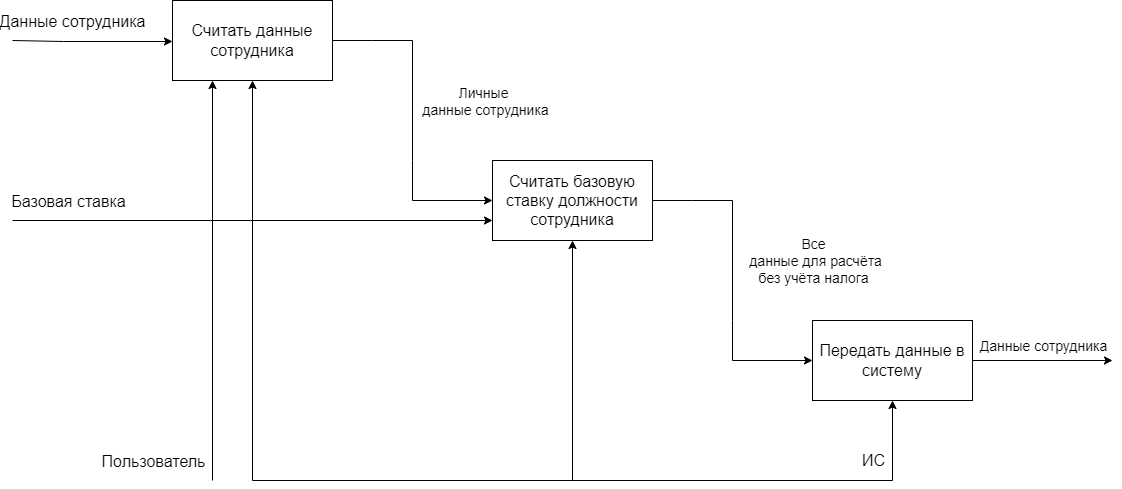 Данные сотрудника
Считать данные
сотрудника
Личные
данные сотрудника
Базовая ставка
Считать базовую
ставку должности
сотрудника
Все
данные для расчёта
без учёта налога
Передать данные в
систему
Данные сотрудника
Пользователь
ИС